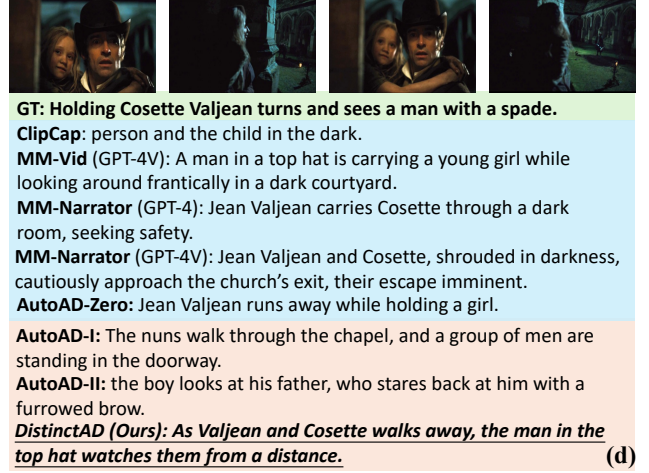 GT: Holding Cosette Valjean turns and sees a man with a spade.
ClipCap: person and the child in the dark.
MM-Vid (GPT-4V): A man in a top hat is carrying a young girl while
looking around frantically in a dark courtyard.
MM-Narrator (GPT-4): Jean Valjean carries Cosette through a dark
room, seeking safety.
MM-Narrator (GPT-4V): Jean Valjean and Cosette, shrouded in darkness,
cautiously approach the church’s exit, their escape imminent.
AutoAD-Zero: Jean Valjean runs away while holding a girl.
AutoAD-I: The nuns walk through the chapel, and a group of men are
standing in the doorway.
AutoAD-II: the boy looks at his father, who stares back at him with a
furrowed brow.
DistinctAD (Ours): As Valjean and Cosette walks away, the man in the
top hat watches them from a distance. (d)